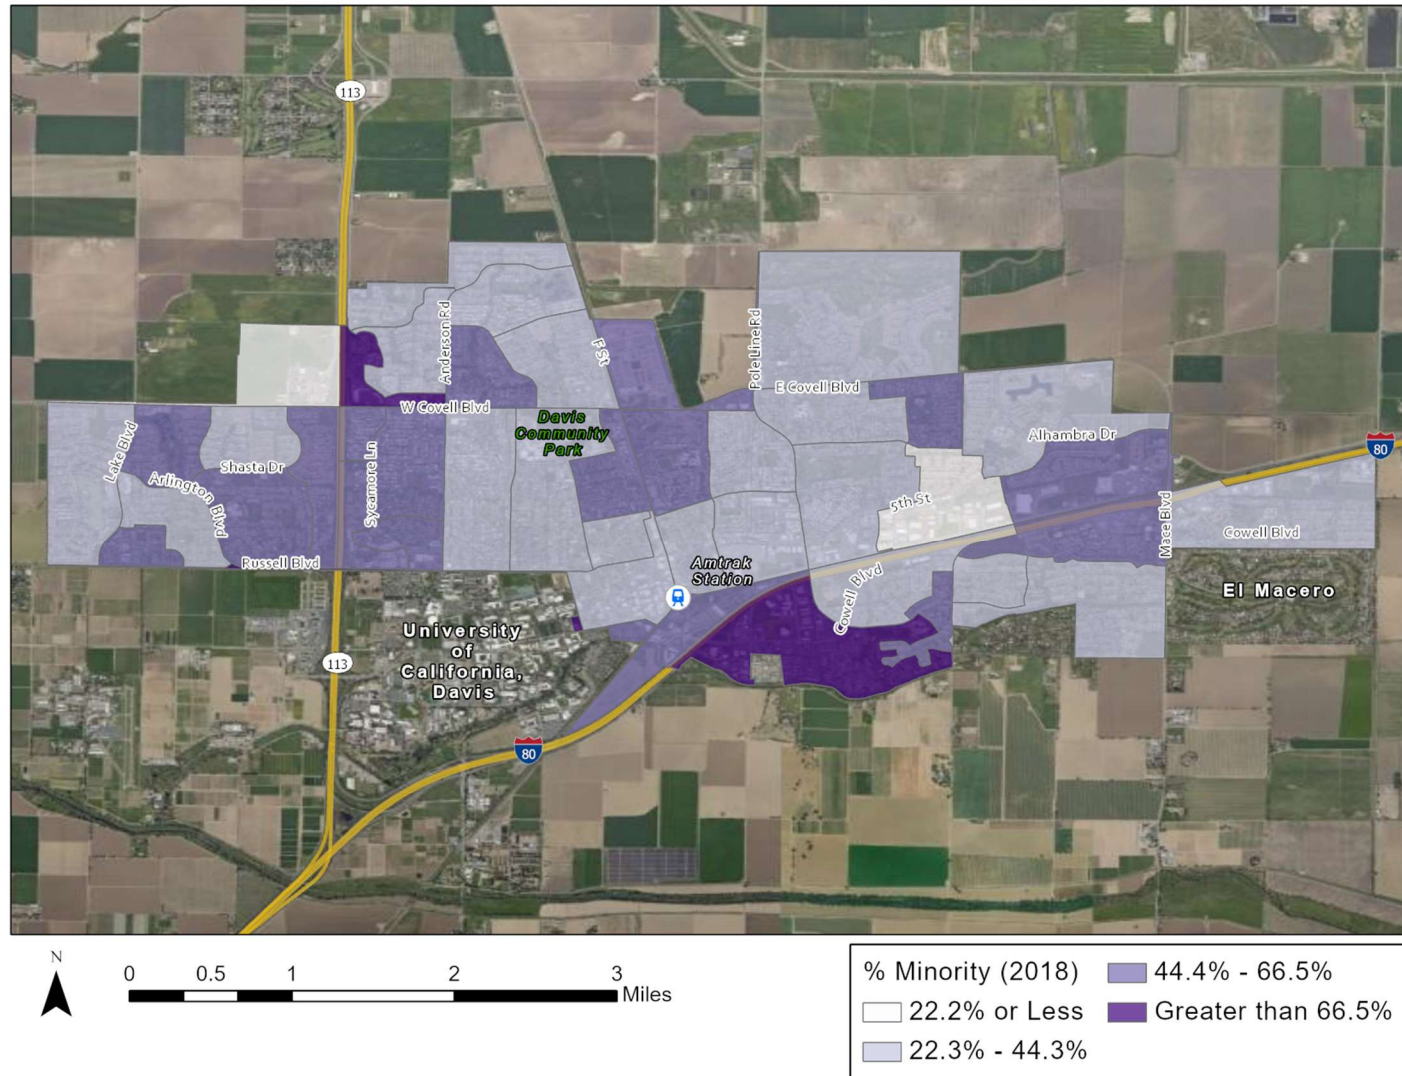 113
Anderson Rd
F St
Pole Line Rd
E Covell Blvd
W Covell Blvd
Davis
Community
Park
Lake Blvd
Shasta Dr
Arlington Blvd
Sycamore Ln
Alhambra Dr
80
5th St
Mace Blvd
Cowell Blvd
Russell Blvd
Amtrak
Station
Cowell Blvd
El Macero
University
of
California,
Davis
113
80
N
0 0.5 1 2 3
Miles
% Minority (2018)
22.2% or Less
22.3% - 44.3%
44.4% - 66.5%
Greater than 66.5%